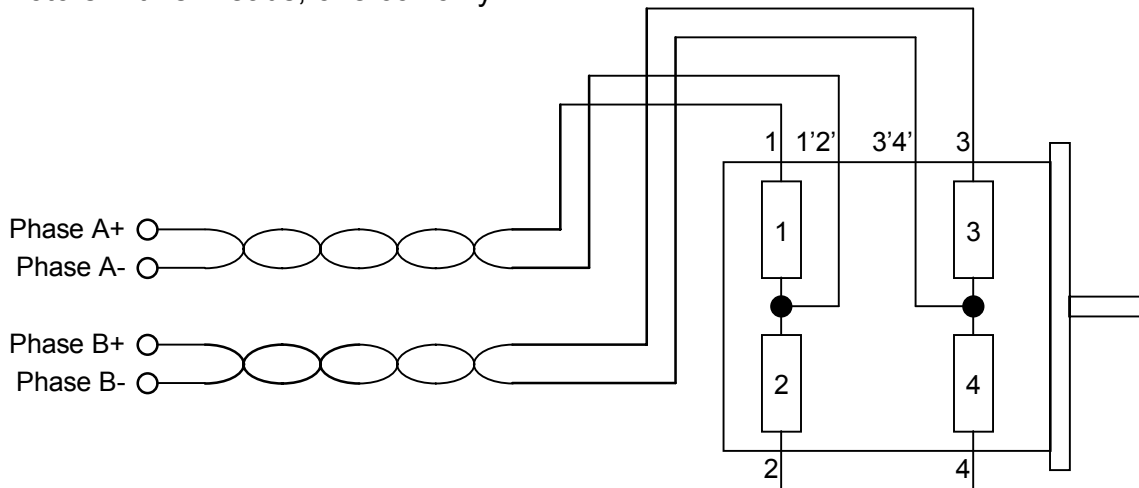 1 1'2' 3'4' 3
Phase A+
1 3
Phase A-
Phase B+
Phase B-
2 4
2 4